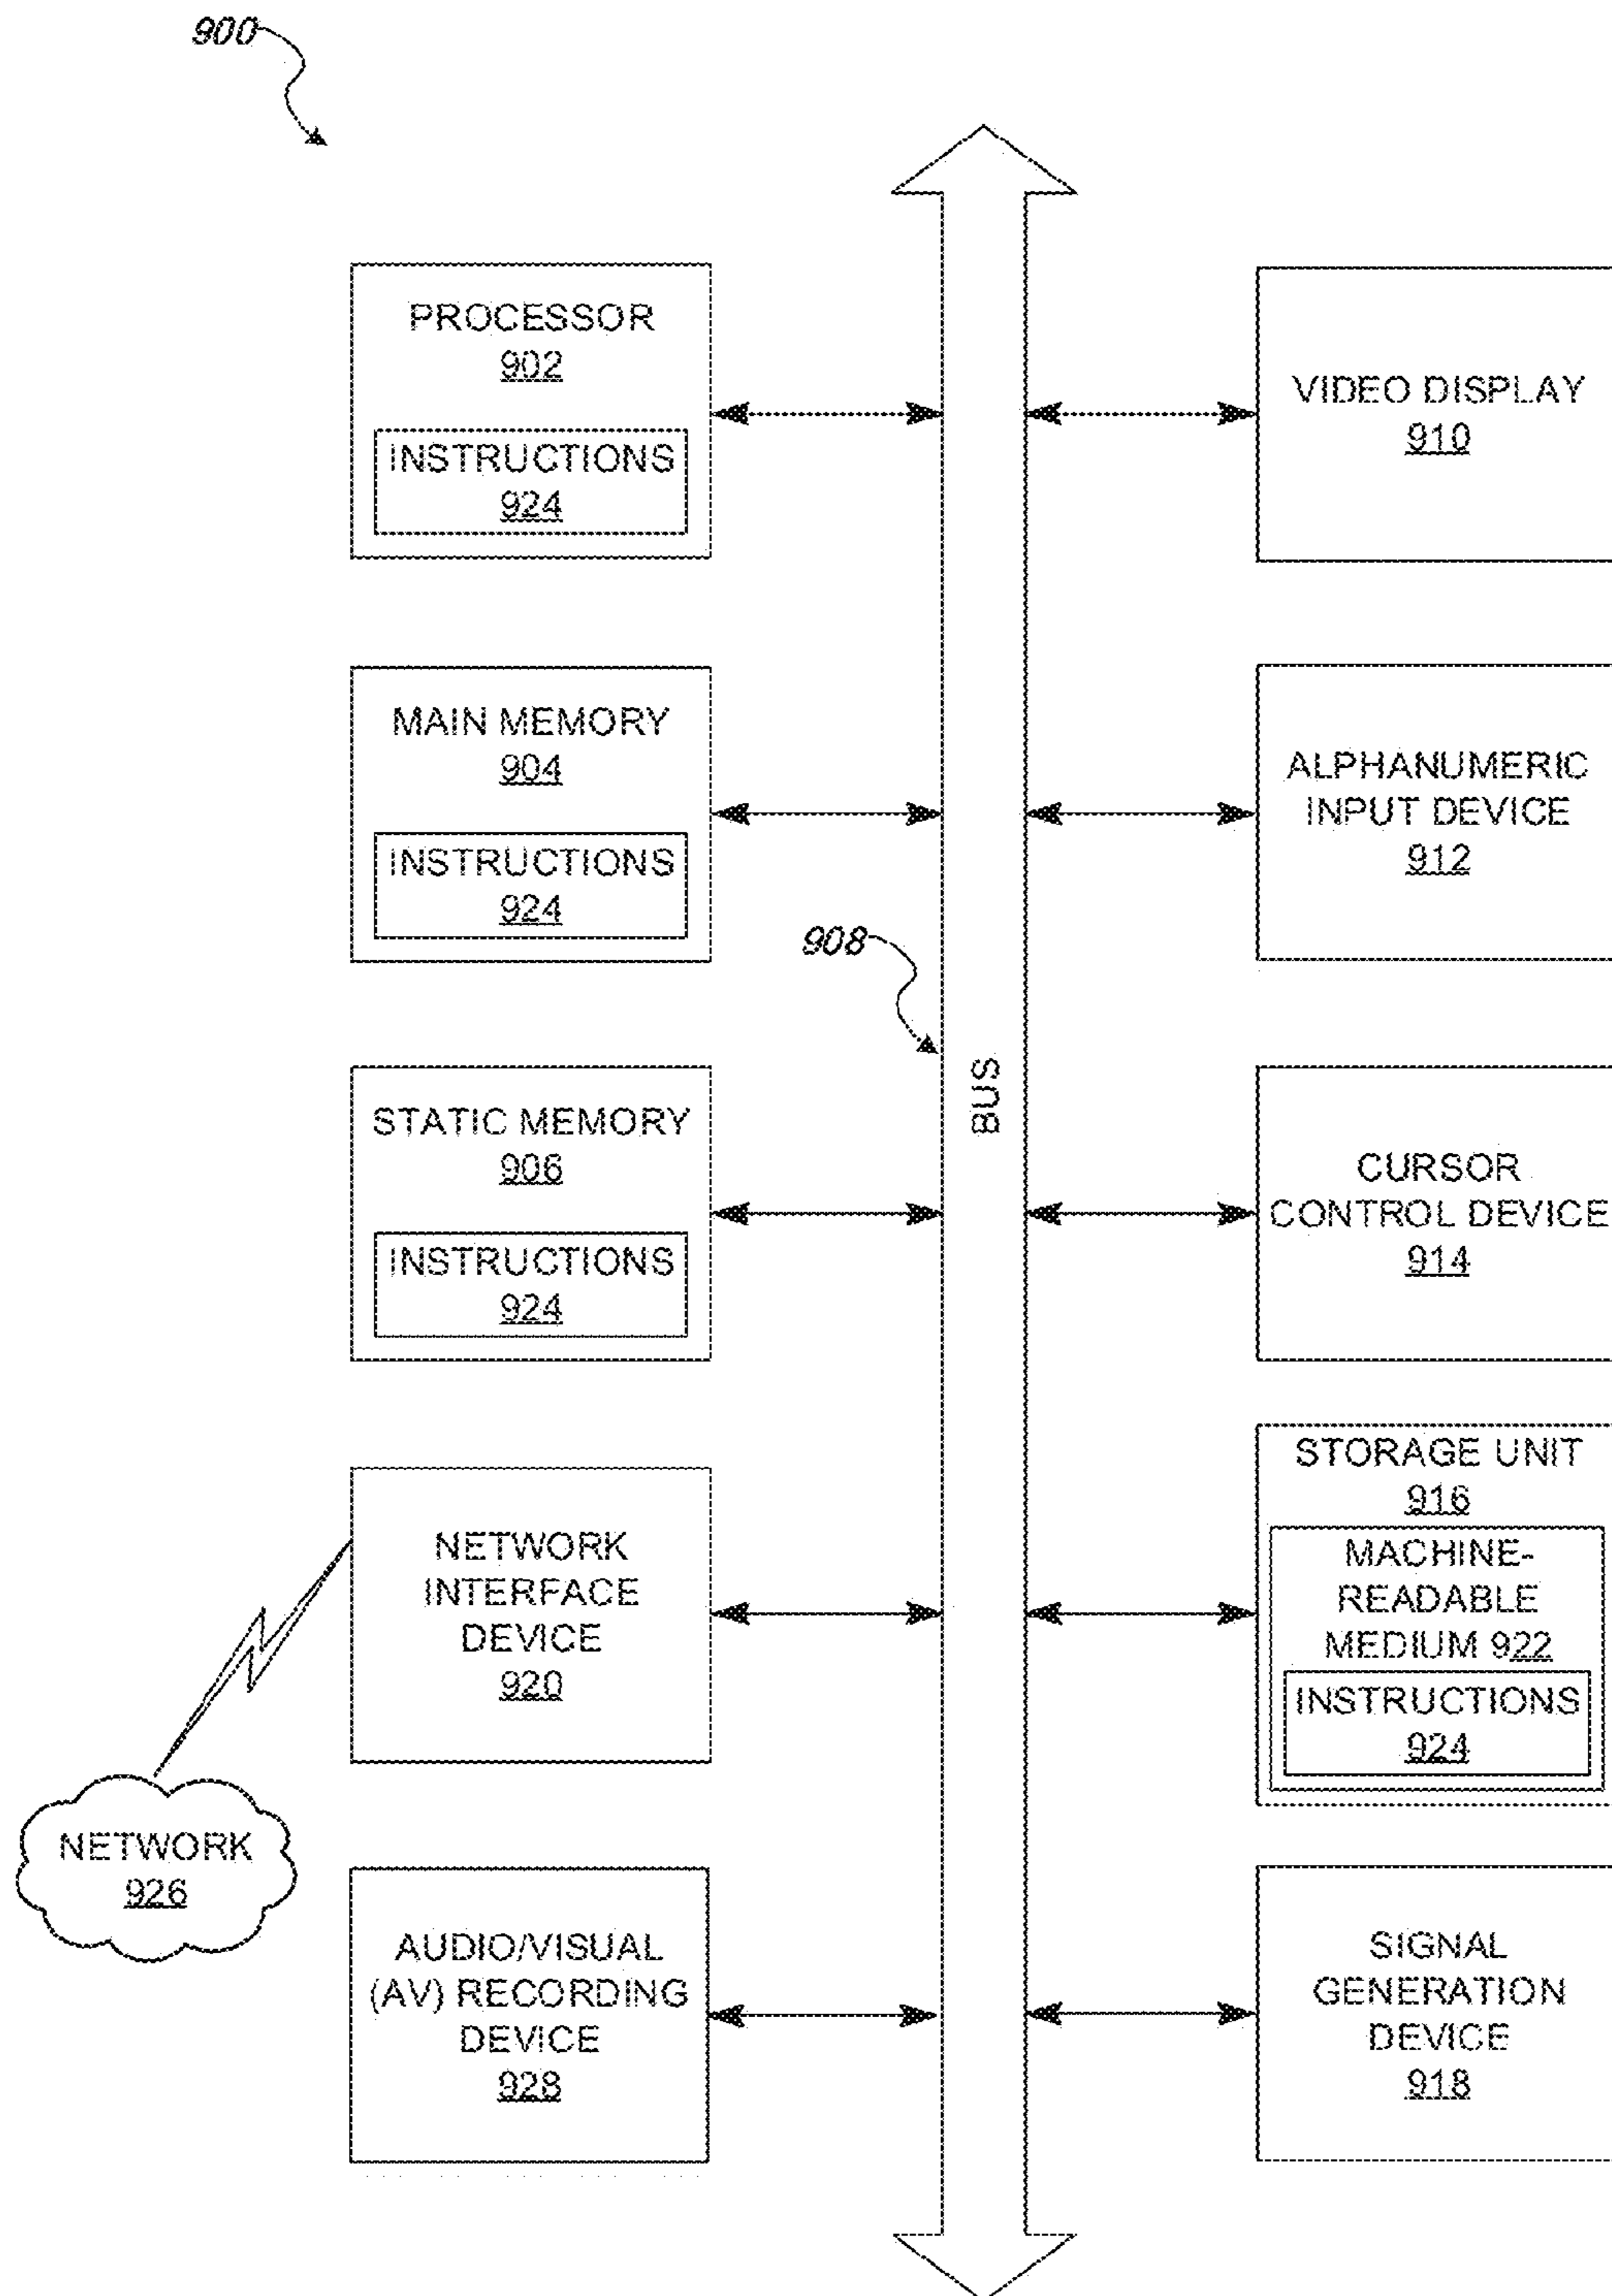 900
PROCESSOR
902
INSTRUCTIONS
924
VIDEO DISPLAY
910
MAIN MEMORY
904
INSTRUCTIONS
924
ALPHANUMERIC
INPUT DEVICE
912
908
BUS
STATIC MEMORY
906
INSTRUCTIONS
924
CURSOR
CONTROL DEVICE
914
NETWORK
INTERFACE
DEVICE
920
STORAGE UNIT
916
MACHINE-
READABLE
MEDIUM 922
INSTRUCTIONS
924
NETWORK
926
AUDIO/VISUAL
(AV) RECORDING
DEVICE
928
SIGNAL
GENERATION
DEVICE
918